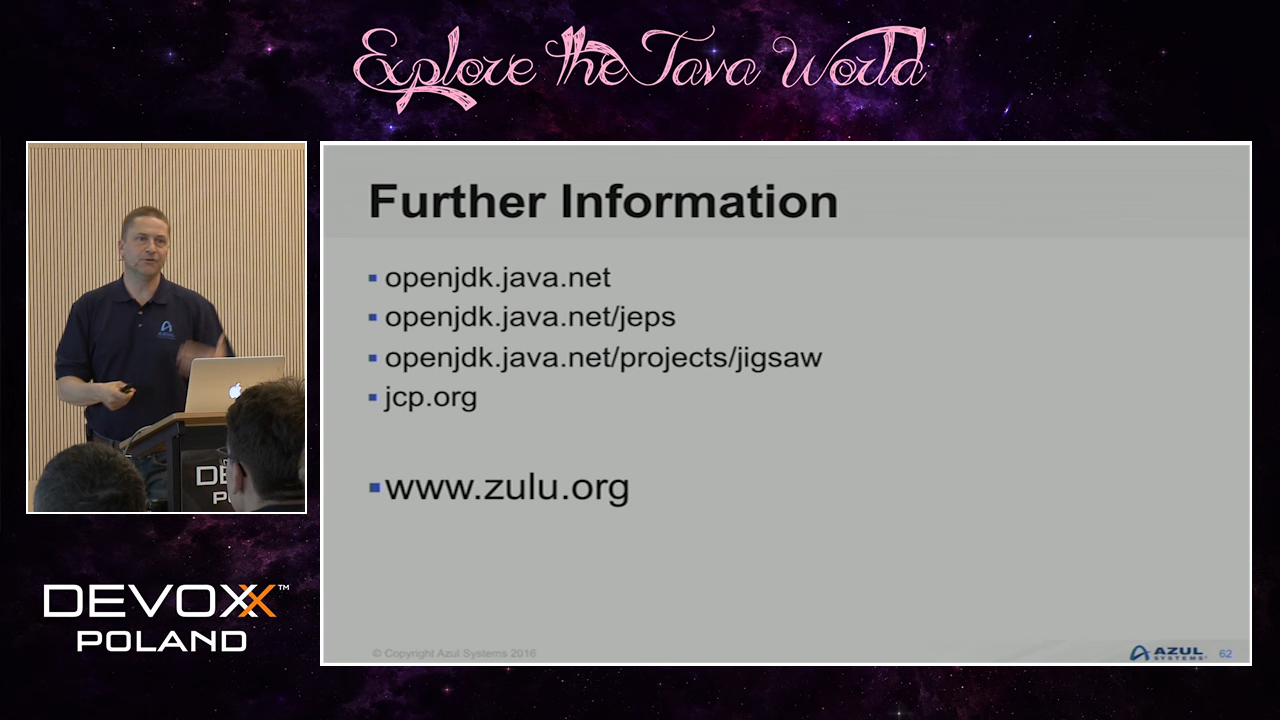 Explore the Java World
Further Information
openjdk.java.net
openjdk.java.net/jeps
openjdk.java.net/projects/jigsaw
jcp.org
www.zulu.org
© Copyright Azul Systems 2016
AZUL
SYSTEMS
62
DEVOXX™
POLAND